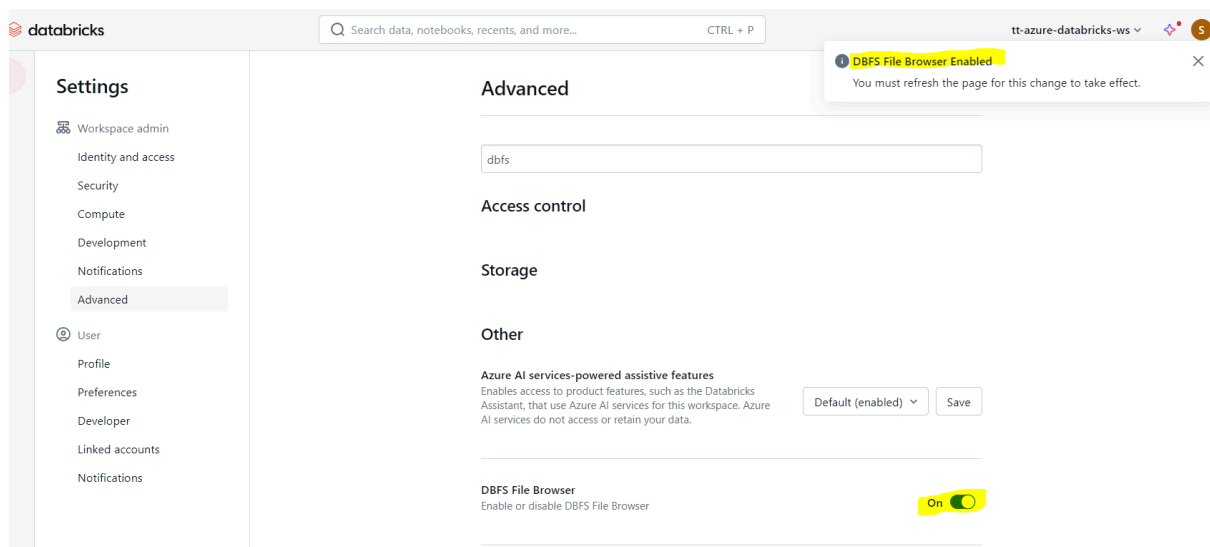 databricks
Search data, notebooks, recents, and more...
CTRL + P
tt-azure-databricks-ws
S
DBFS File Browser Enabled
You must refresh the page for this change to take effect.
Settings
Workspace admin
Identity and access
Security
Compute
Development
Notifications
Advanced
User
Profile
Preferences
Developer
Linked accounts
Notifications
Advanced
dbfs
Access control
Storage
Other
Azure AI services-powered assistive features
Enables access to product features, such as the Databricks
Assistant, that use Azure AI services for this workspace. Azure
AI services do not access or retain your data.
Default (enabled)
Save
DBFS File Browser
Enable or disable DBFS File Browser
On